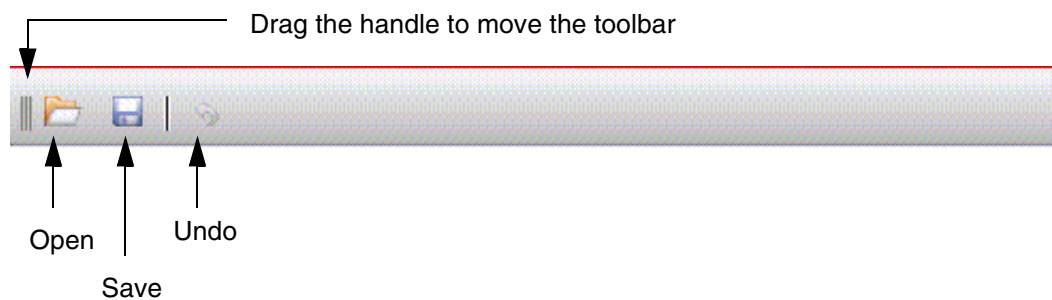 Drag the handle to move the toolbar
Open
Undo
Save